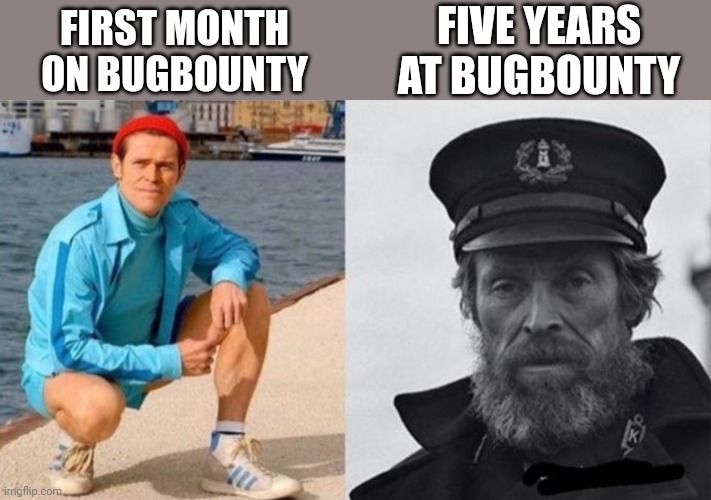 FIRST MONTH
ON BUGBOUNTY
FIVE YEARS
AT BUGBOUNTY
K
imgflip.com